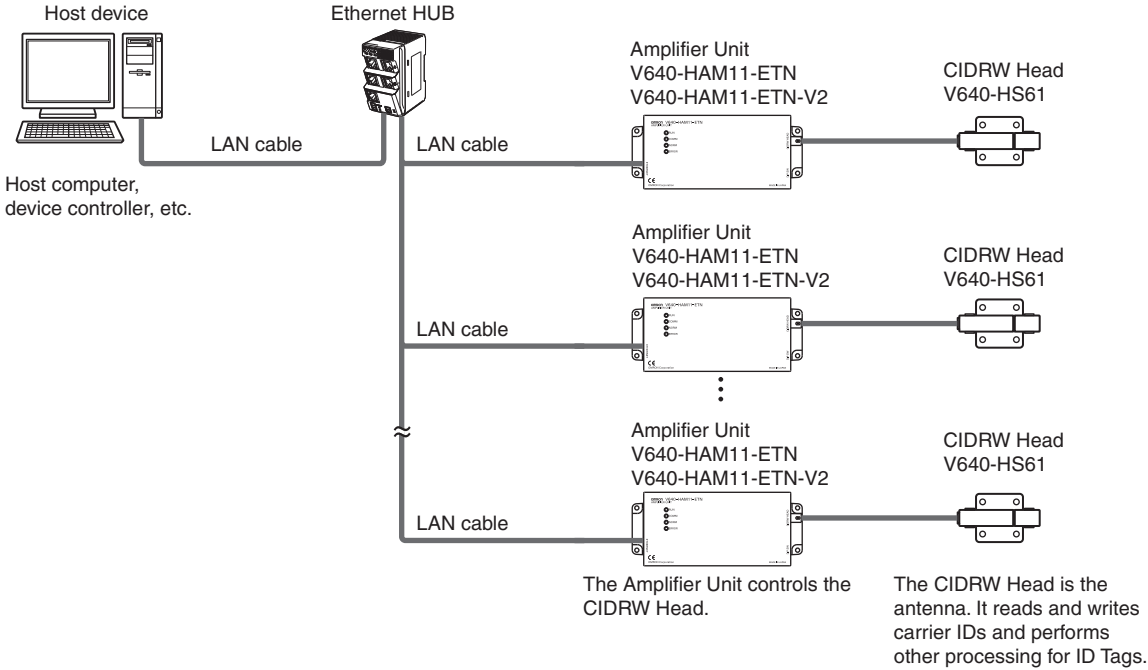 Host device
Ethernet HUB
Amplifier Unit
V640-HAM11-ETN
V640-HAM11-ETN-V2
CIDRW Head
V640-HS61
LAN cable
LAN cable
Host computer,
device controller, etc.
Amplifier Unit
V640-HAM11-ETN
V640-HAM11-ETN-V2
CIDRW Head
V640-HS61
LAN cable
Amplifier Unit
V640-HAM11-ETN
V640-HAM11-ETN-V2
CIDRW Head
V640-HS61
LAN cable
The Amplifier Unit controls the
CIDRW Head.
The CIDRW Head is the
antenna. It reads and writes
carrier IDs and performs
other processing for ID Tags.